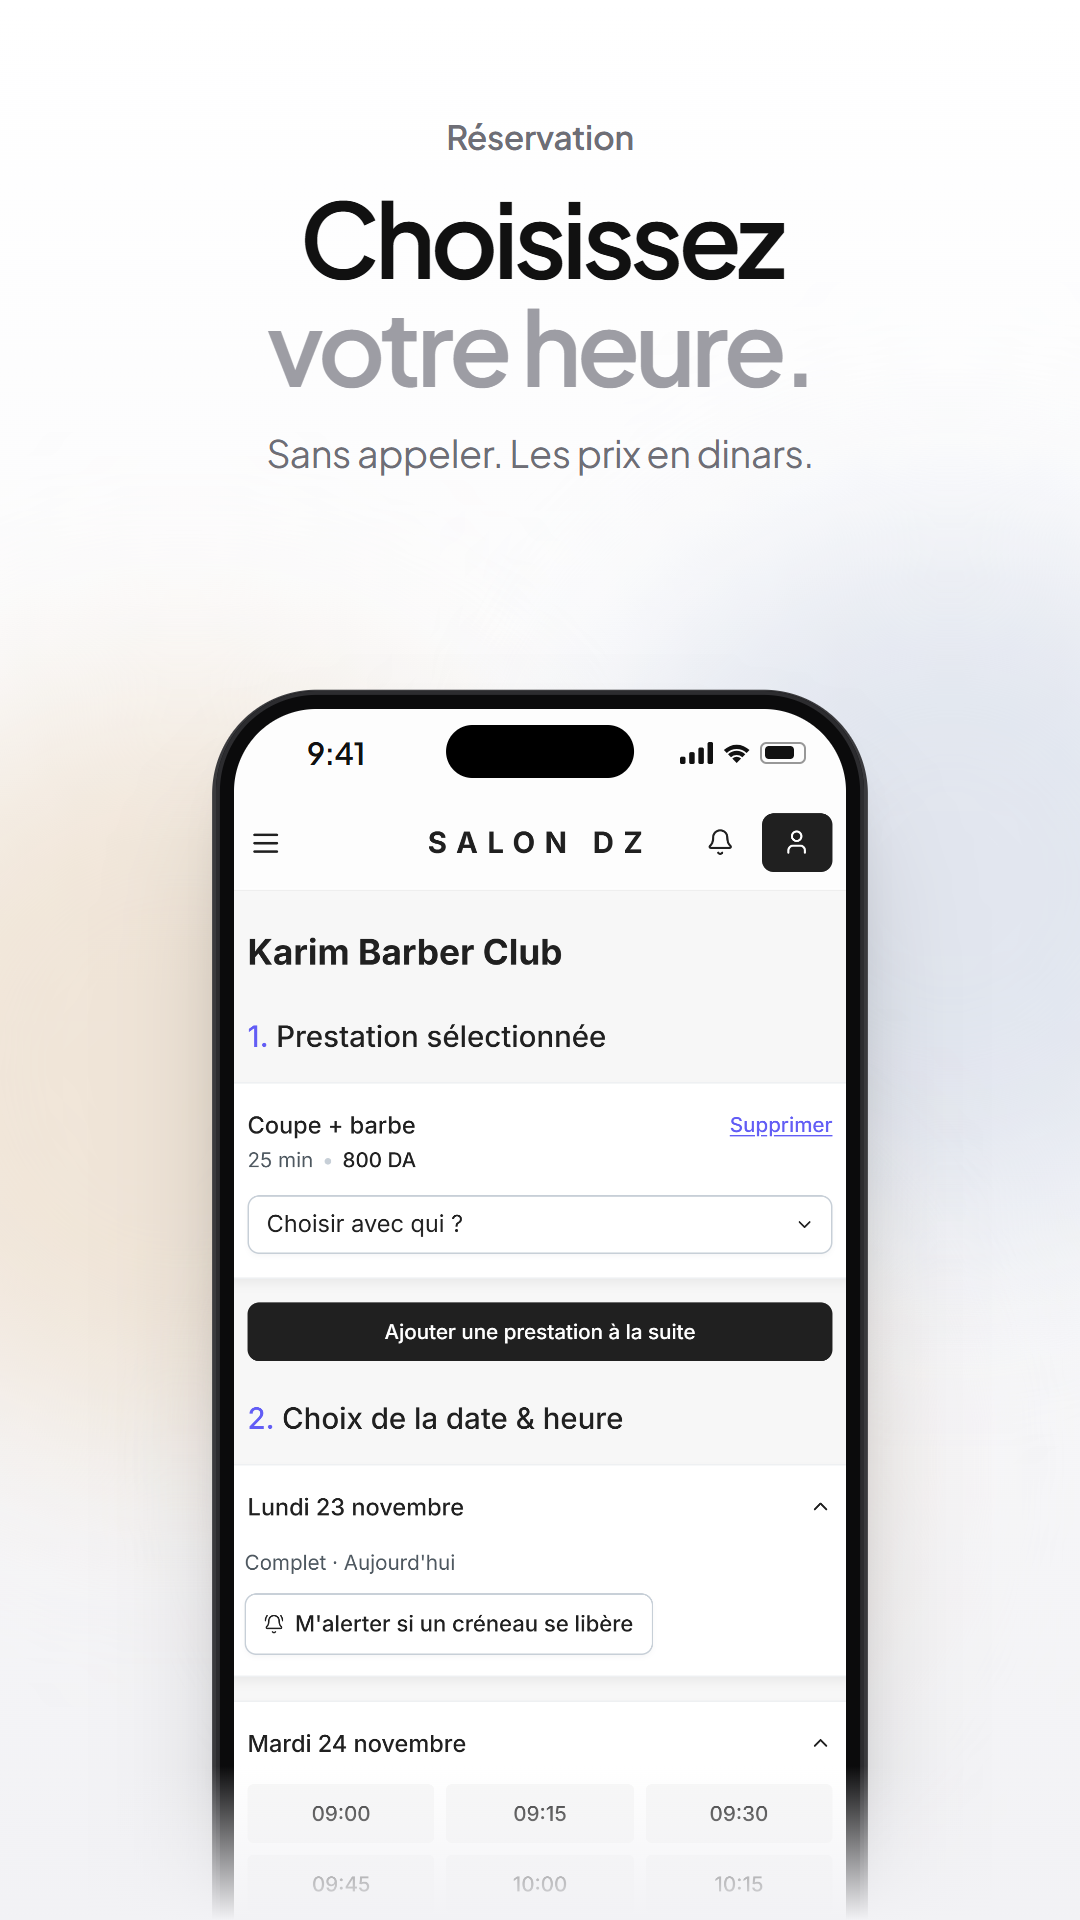 Réservation
Choisissez
votre heure.
Sans appeler. Les prix en dinars.
9:41
SALON DZ
Karim Barber Club
1. Prestation sélectionnée
Coupe + barbe
Supprimer
25 min • 800 DA
Choisir avec qui ?
Ajouter une prestation à la suite
2. Choix de la date & heure
Lundi 23 novembre
Complet · Aujourd'hui
M'alerter si un créneau se libère
Mardi 24 novembre
09:00 09:15 09:30
09:45 10:00 10:15